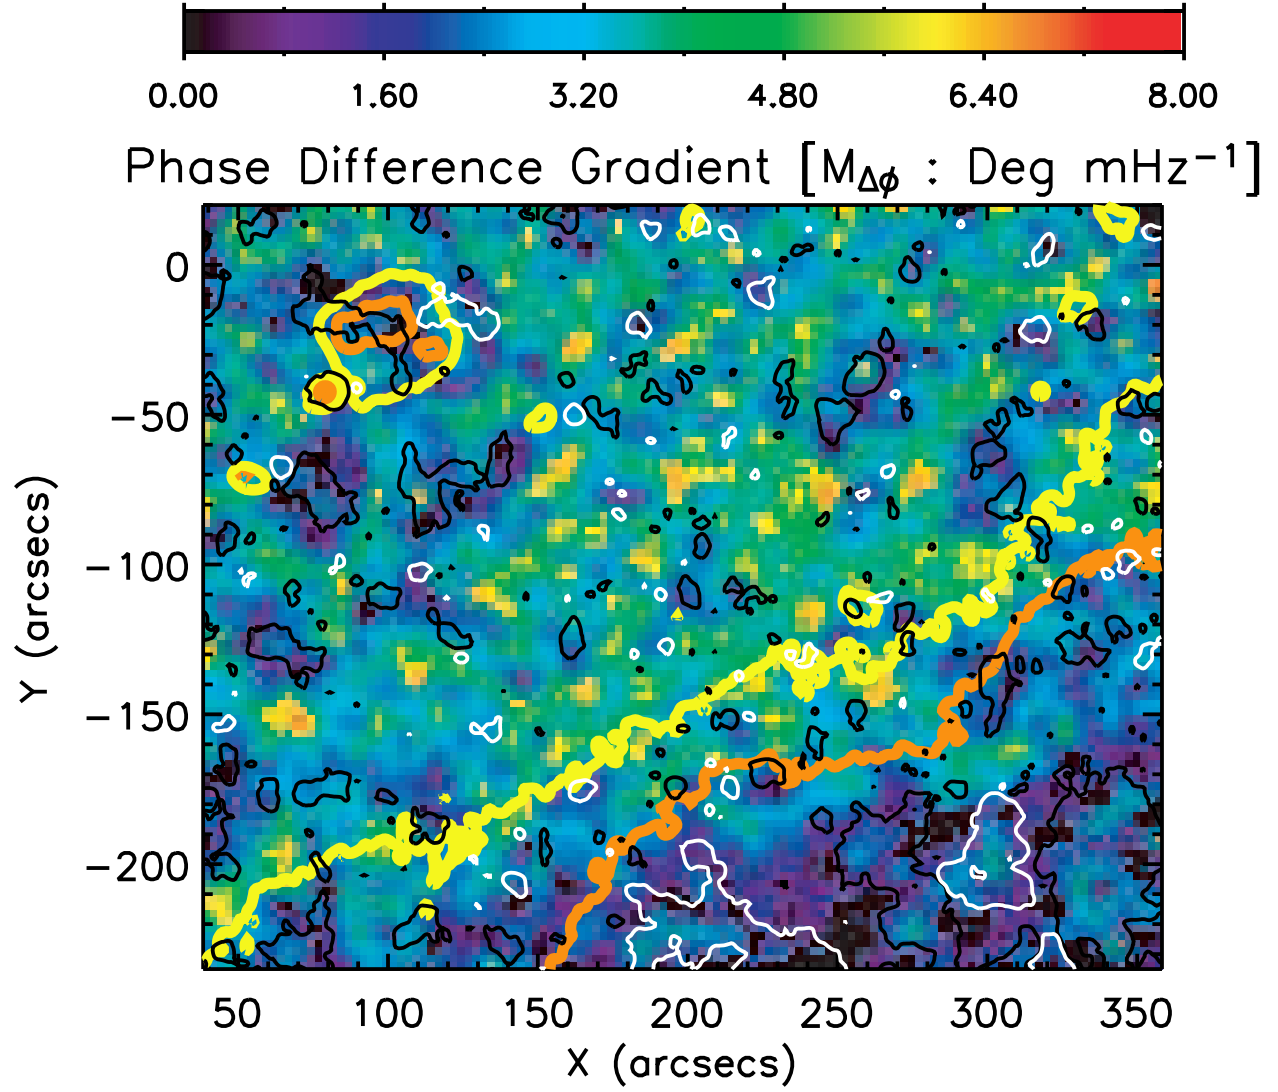 0.00 1.60 3.20 4.80 6.40 8.00
Phase Difference Gradient [M_Δϕ : Deg mHz⁻¹]
0
−50
−100
−150
−200
Y (arcsecs)
50 100 150 200 250 300 350
X (arcsecs)